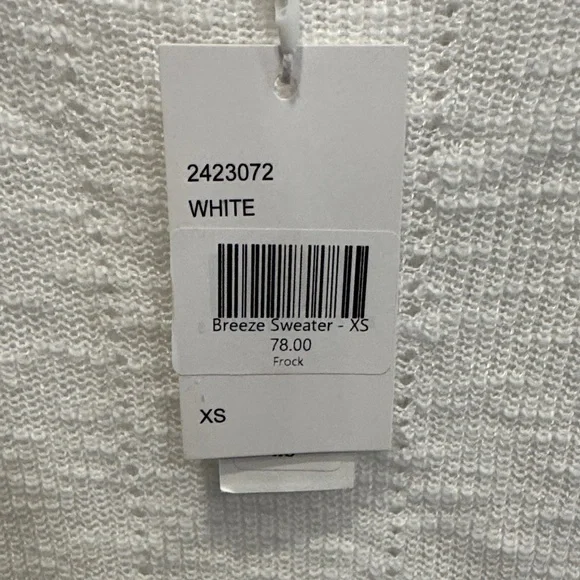 2423072
WHITE
Breeze Sweater - XS
78.00
Frock
XS